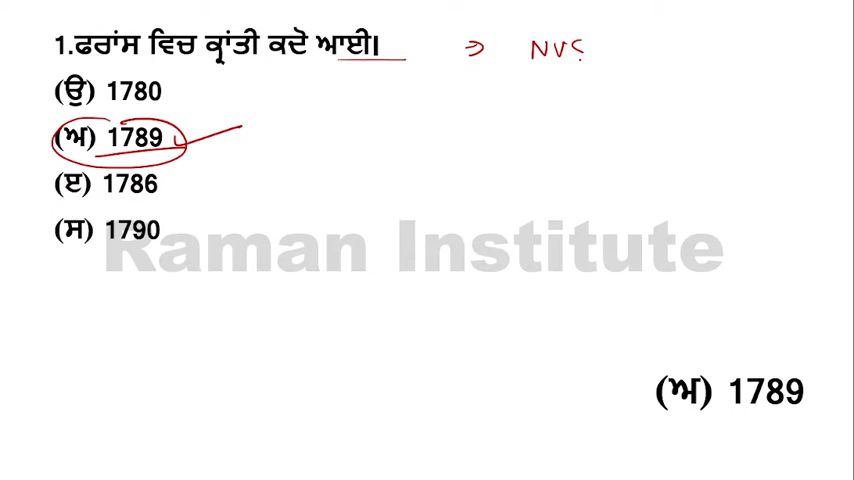 1.ਫਰਾਂਸ ਵਿਚ ਕ੍ਰਾਂਤੀ ਕਦੋ ਆਈ। ⇒ NVS
(ੳ) 1780
(ਅ) 1789
(ੲ) 1786
(ਸ) 1790
Raman Institute
(ਅ) 1789